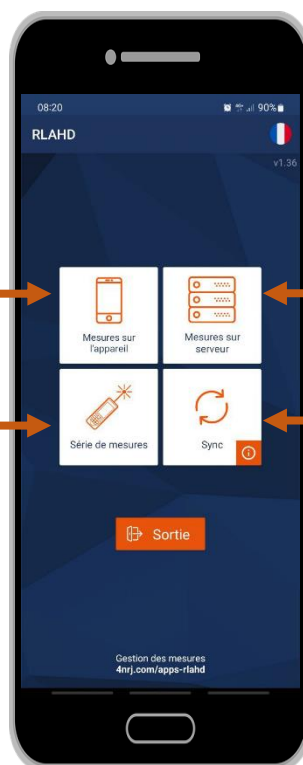 08:20
90%
RLAHD
v1.36
Mesures sur
l'appareil
Mesures sur
serveur
Série de mesures
Sync
Sortie
Gestion des mesures
4nrj.com/apps-rlahd